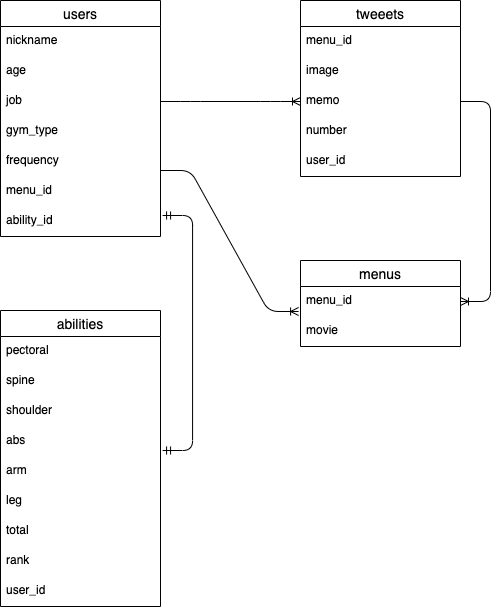 users
nickname
age
job
gym_type
frequency
menu_id
ability_id
tweeets
menu_id
image
memo
number
user_id
menus
menu_id
movie
abilities
pectoral
spine
shoulder
abs
arm
leg
total
rank
user_id